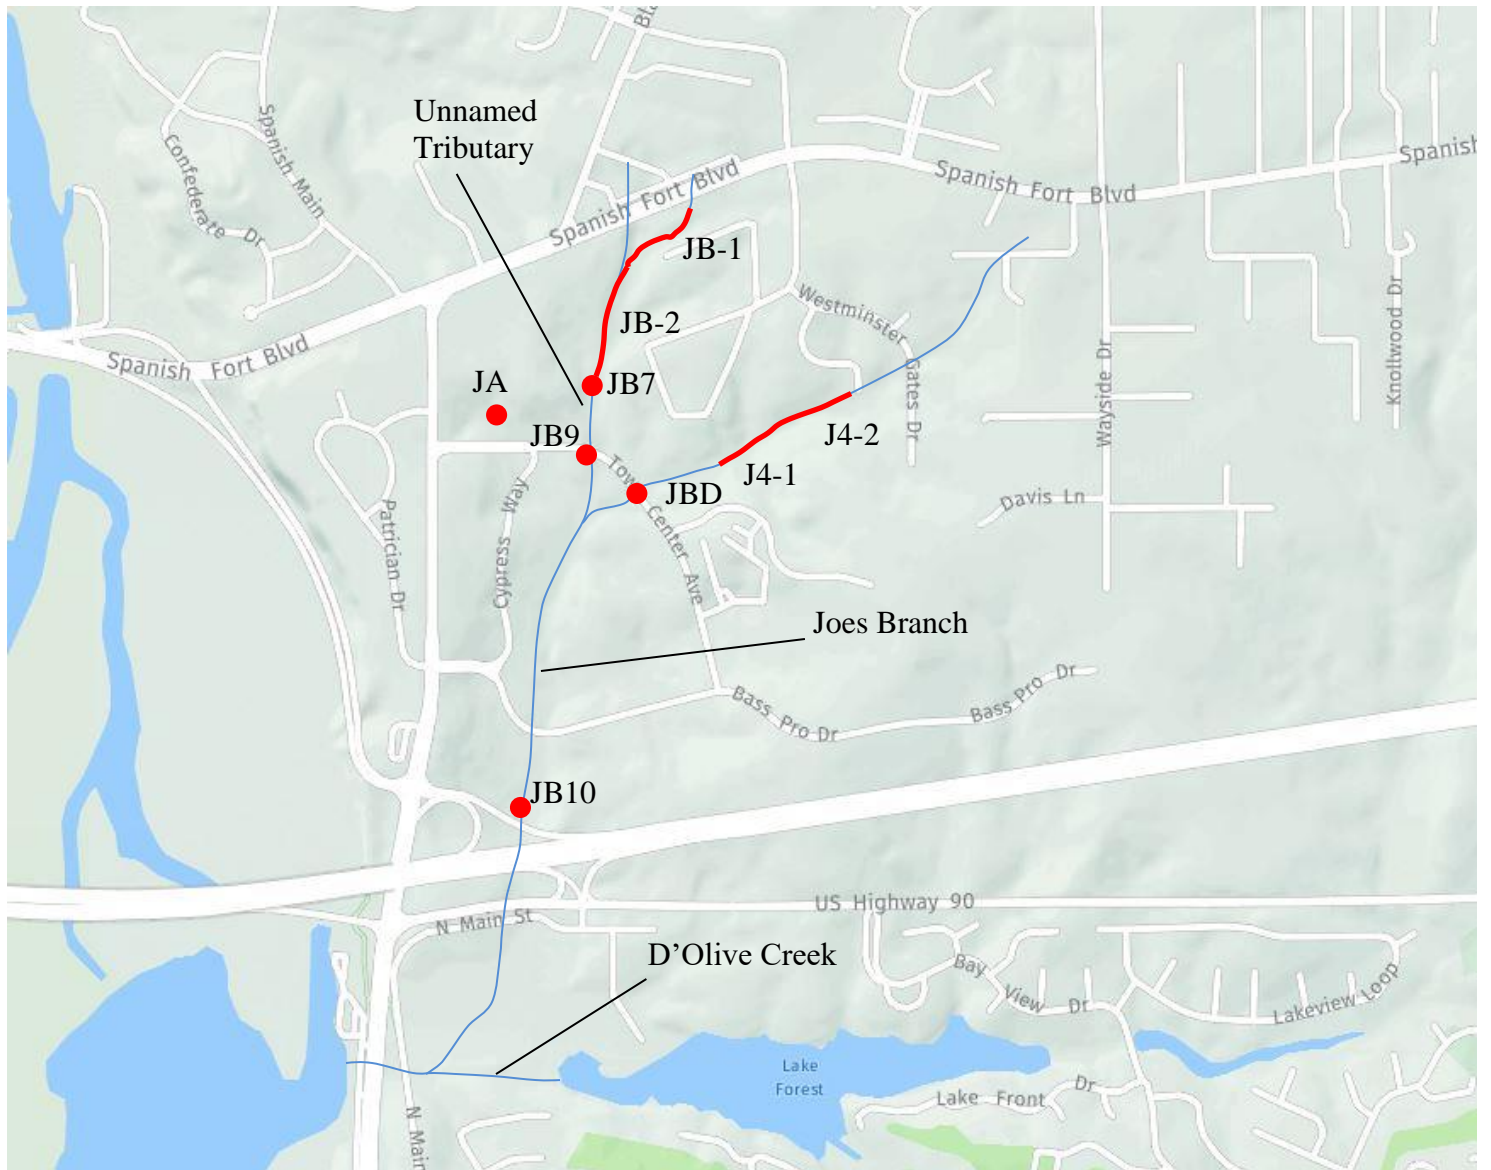 Bla
Unnamed
Tributary
Spanish Main
Confederate Dr
Spanish Fort Blvd
Spanish Fort Blvd
Spanish
JB-1
Westminster Gates Dr
Knollwood Dr
JB-2
Wayside Dr
Spanish Fort Blvd
JA
JB7
JB9
J4-2
Tow
J4-1
JBD
Davis Ln
Patrician Dr
Cypress Way
Center Ave
Joes Branch
Bass Pro Dr
Bass Pro Dr
JB10
US Highway 90
N Main St
D'Olive Creek
Bay View Dr
Lakeview Loop
Lake
Forest
Lake Front Dr
N Main